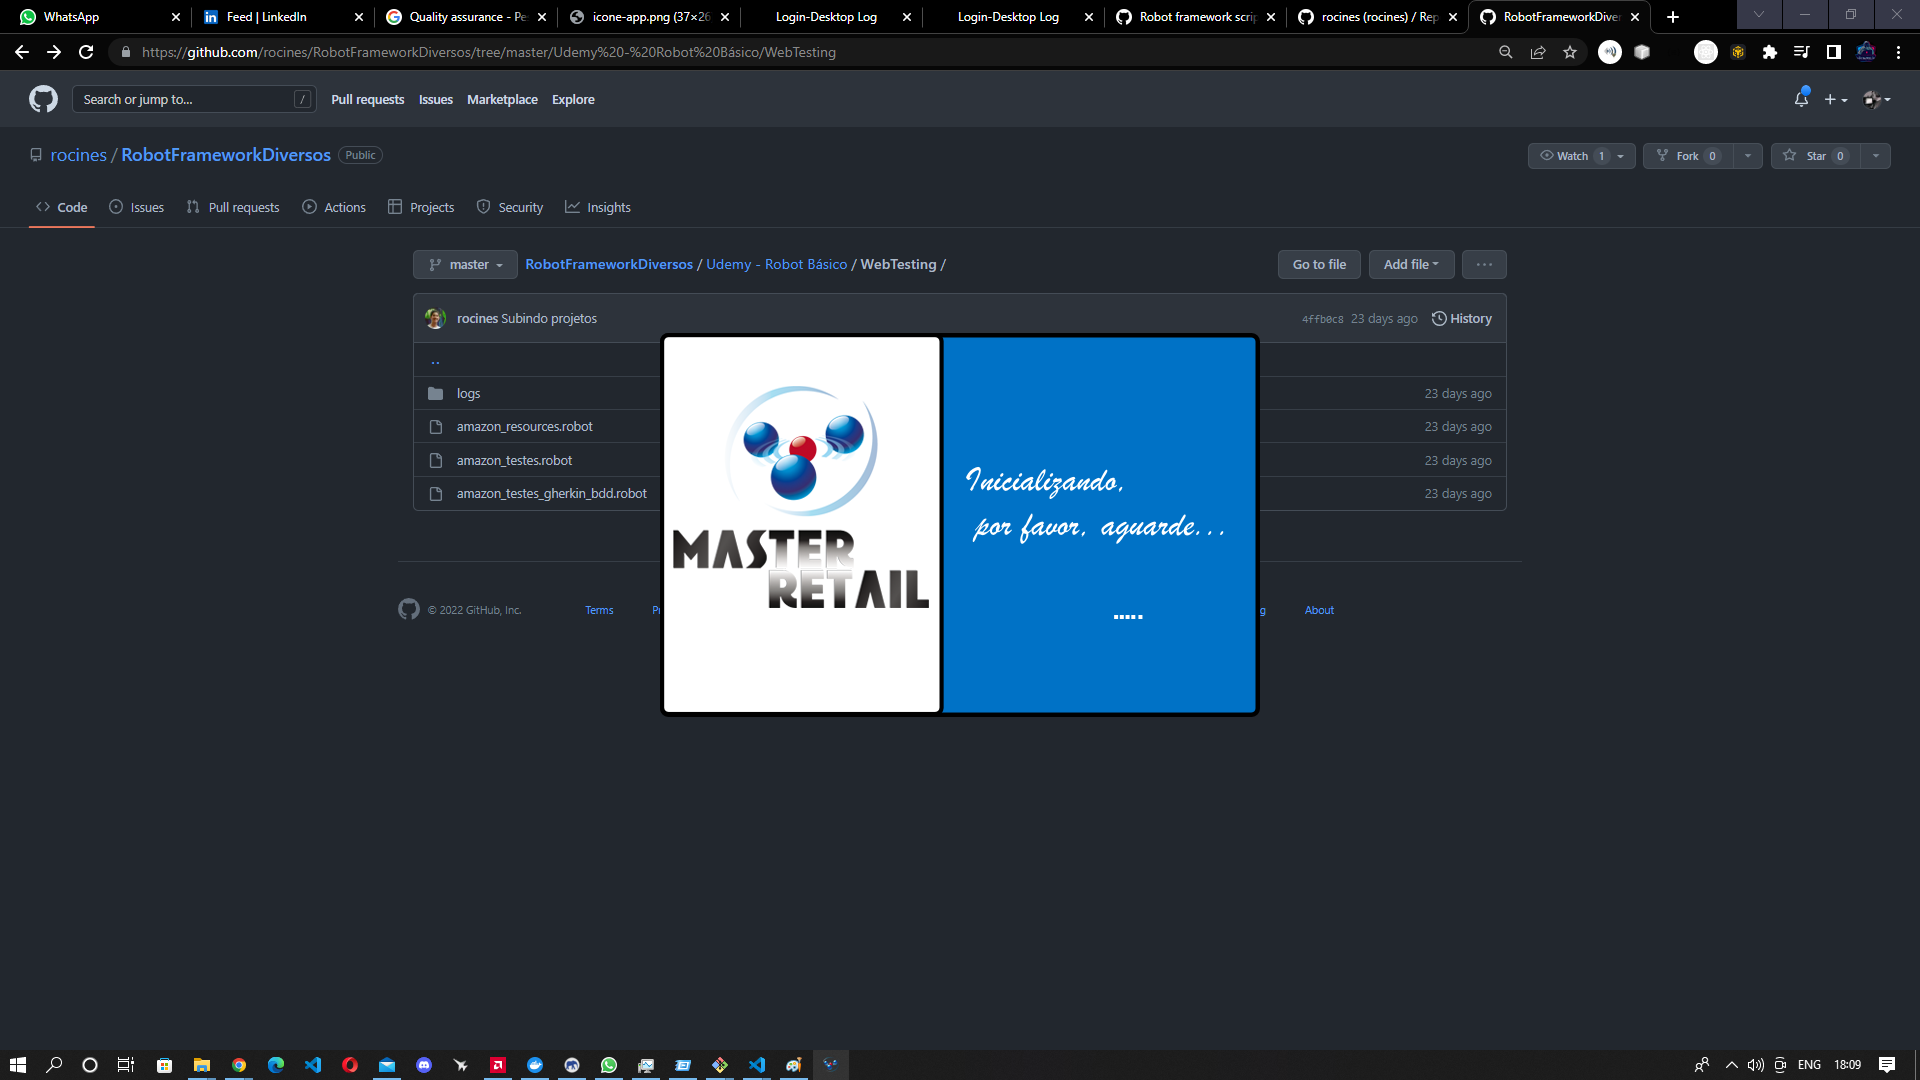 WhatsApp
Feed | LinkedIn
Quality assurance - Pe
icone-app.png (37×26
Login-Desktop Log
Login-Desktop Log
Robot framework scri
rocines (rocines) / Rep
RobotFrameworkDiver
https://github.com/rocines/RobotFrameworkDiversos/tree/master/Udemy%20-%20Robot%20Básico/WebTesting
Search or jump to...
/
Pull requests
Issues
Marketplace
Explore
rocines / RobotFrameworkDiversos
Public
Watch 1
Fork 0
Star 0
Code
Issues
Pull requests
Actions
Projects
Security
Insights
master
RobotFrameworkDiversos / Udemy - Robot Básico / WebTesting /
Go to file
Add file
...
rocines Subindo projetos
4ffb0c8 23 days ago
History
..
logs
23 days ago
amazon_resources.robot
23 days ago
amazon_testes.robot
23 days ago
amazon_testes_gherkin_bdd.robot
23 days ago
MASTER
RETAIL
Inicializando,
por favor, aguarde...
.....
© 2022 GitHub, Inc.
Terms
About
ENG
18:09